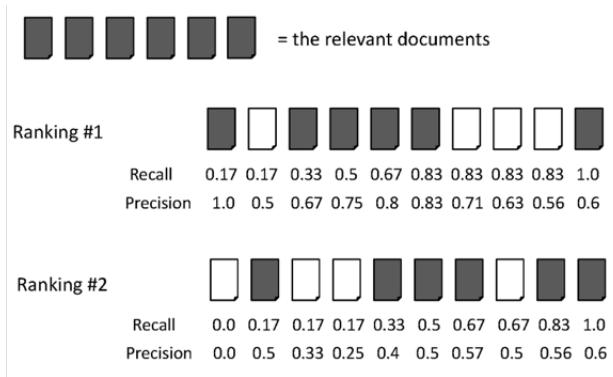 = the relevant documents
Ranking #1
Recall 0.17 0.17 0.33 0.5 0.67 0.83 0.83 0.83 0.83 1.0
Precision 1.0 0.5 0.67 0.75 0.8 0.83 0.71 0.63 0.56 0.6
Ranking #2
Recall 0.0 0.17 0.17 0.17 0.33 0.5 0.67 0.67 0.83 1.0
Precision 0.0 0.5 0.33 0.25 0.4 0.5 0.57 0.5 0.56 0.6